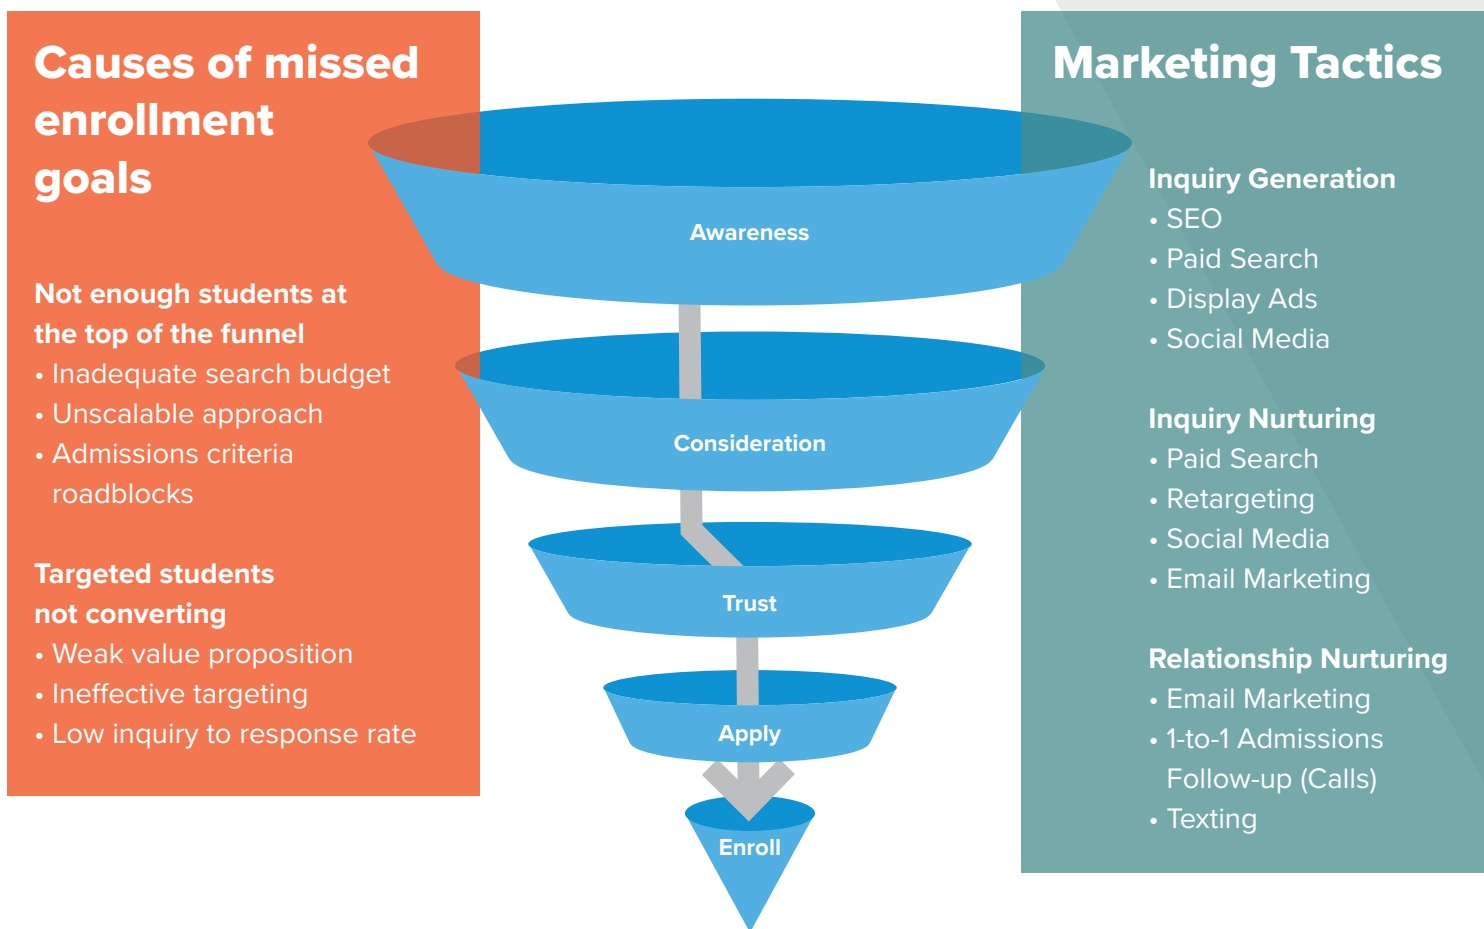 Causes of missed
enrollment
goals
Not enough students at
the top of the funnel
• Inadequate search budget
• Unscalable approach
• Admissions criteria
roadblocks
Targeted students
not converting
• Weak value proposition
• Ineffective targeting
• Low inquiry to response rate
Awareness
Consideration
Trust
Apply
Enroll
Marketing Tactics
Inquiry Generation
• SEO
• Paid Search
• Display Ads
• Social Media
Inquiry Nurturing
• Paid Search
• Retargeting
• Social Media
• Email Marketing
Relationship Nurturing
• Email Marketing
• 1-to-1 Admissions
Follow-up (Calls)
• Texting